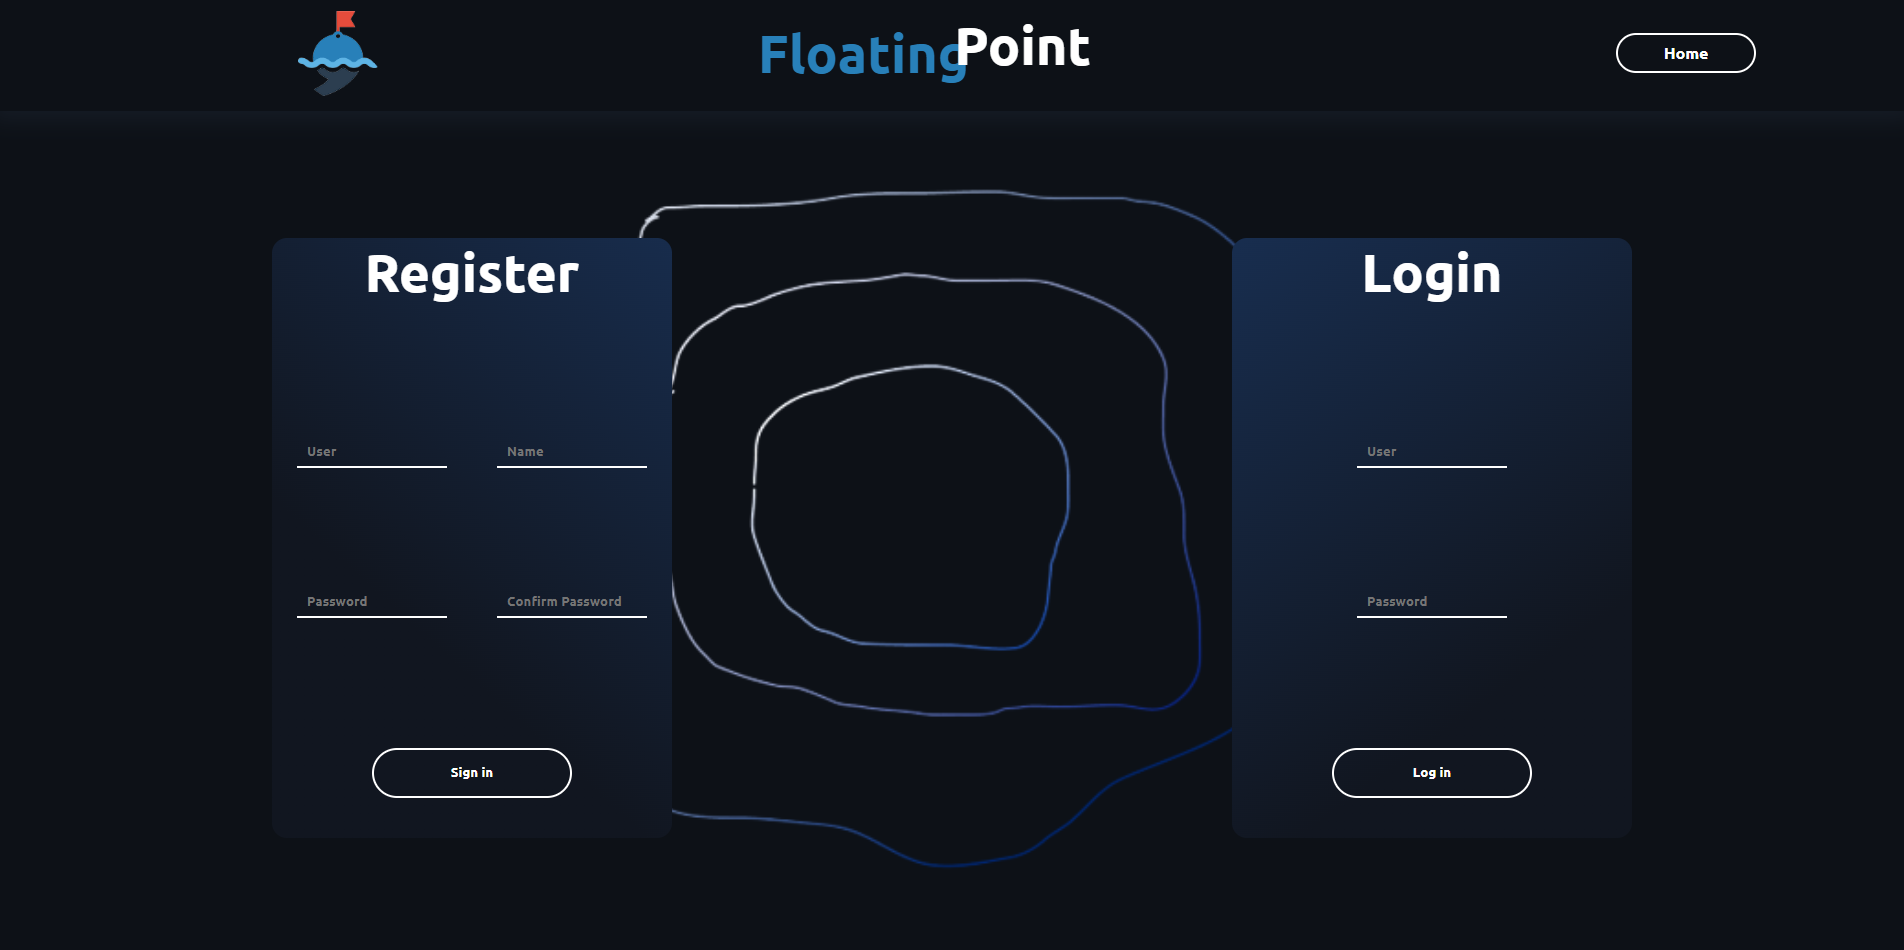 FloatingPoint
Home
Register
User
Name
Password
Confirm Password
Sign in
Login
User
Password
Log in